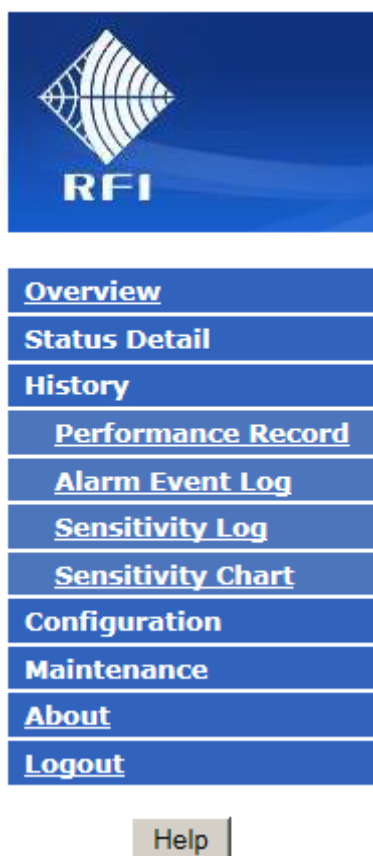 RFI
Overview
Status Detail
History
Performance Record
Alarm Event Log
Sensitivity Log
Sensitivity Chart
Configuration
Maintenance
About
Logout
Help